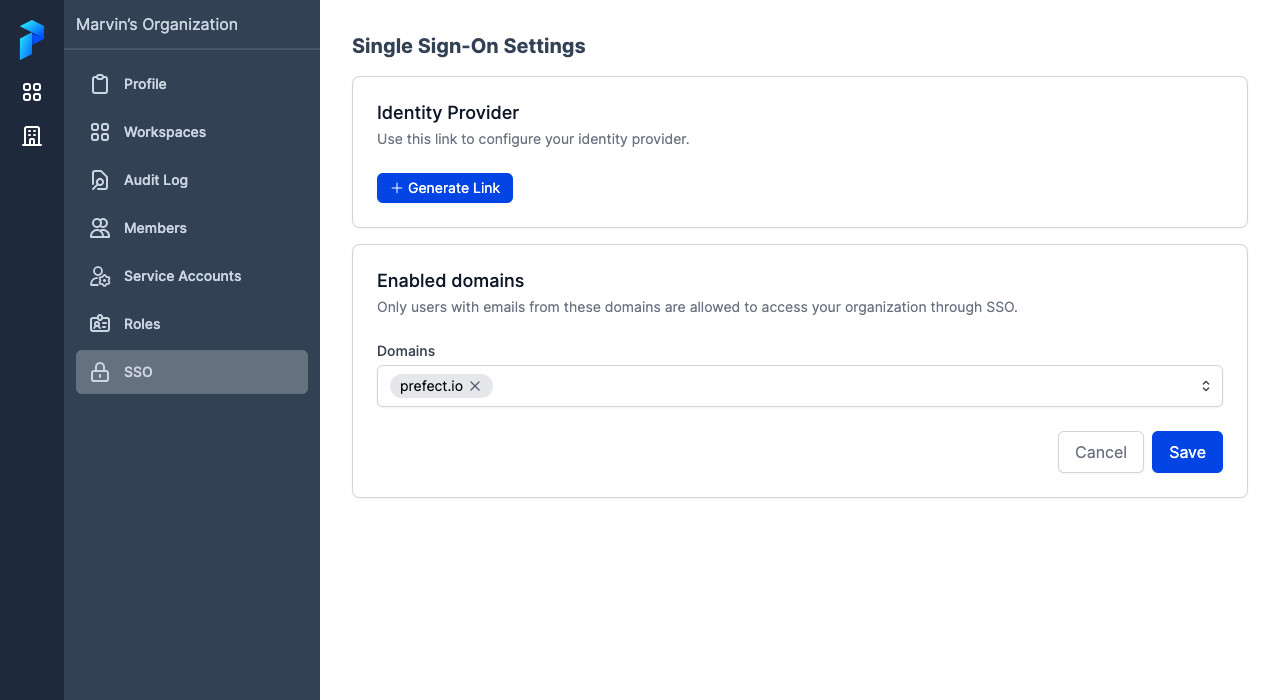 Marvin’s Organization
Profile
Workspaces
Audit Log
Members
Service Accounts
Roles
SSO
Single Sign-On Settings
Identity Provider
Use this link to configure your identity provider.
Generate Link
Enabled domains
Only users with emails from these domains are allowed to access your organization through SSO.
Domains
prefect.io
Cancel Save